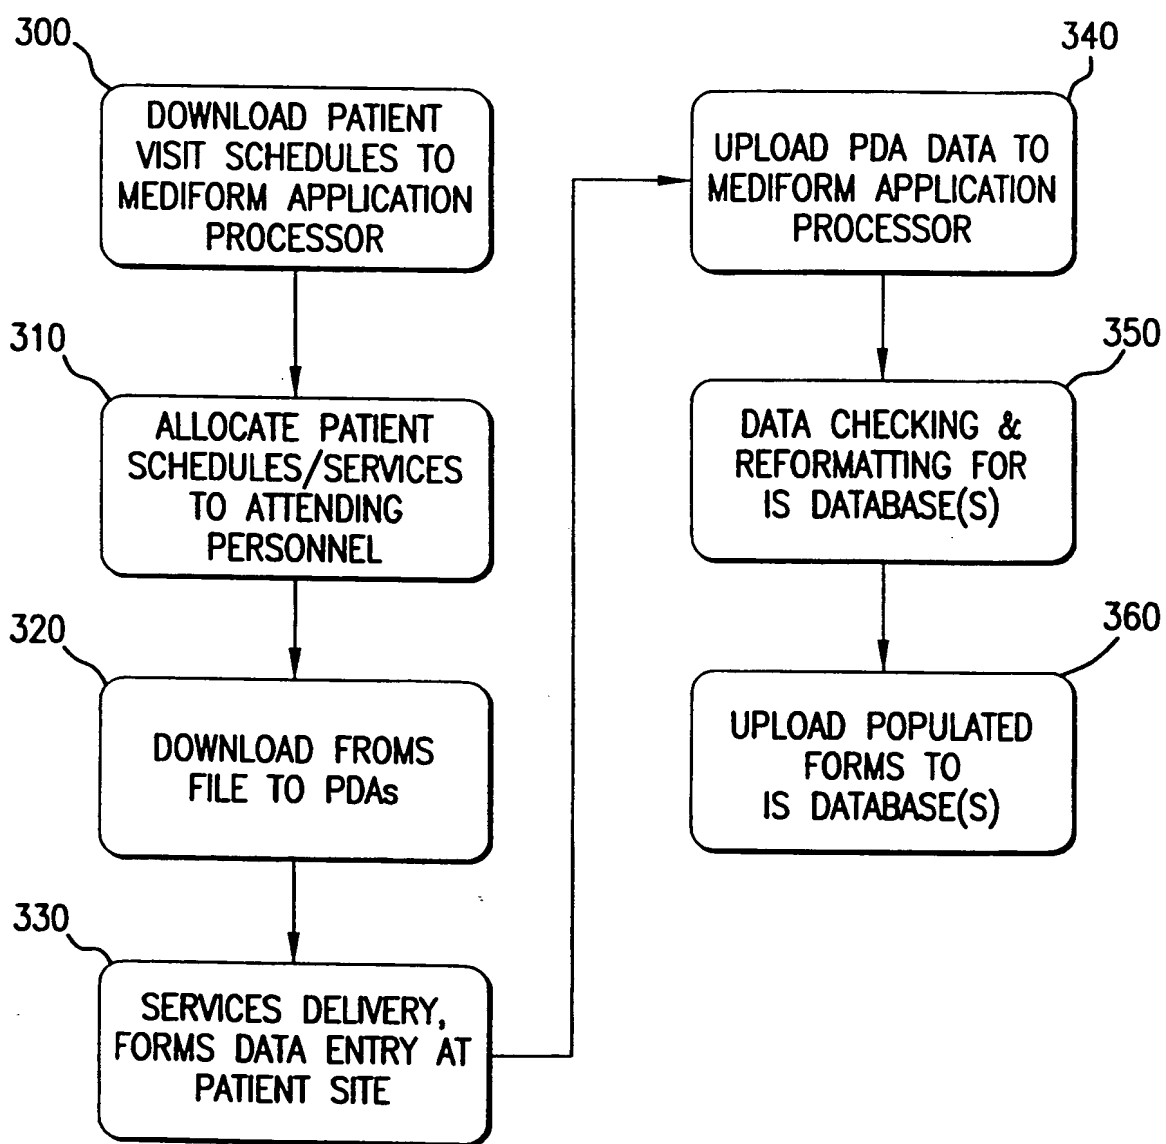 300
DOWNLOAD PATIENT
VISIT SCHEDULES TO
MEDIFORM APPLICATION
PROCESSOR
310
ALLOCATE PATIENT
SCHEDULES/SERVICES
TO ATTENDING
PERSONNEL
320
DOWNLOAD FROMS
FILE TO PDAs
330
SERVICES DELIVERY,
FORMS DATA ENTRY AT
PATIENT SITE
340
UPLOAD PDA DATA TO
MEDIFORM APPLICATION
PROCESSOR
350
DATA CHECKING &
REFORMATTING FOR
IS DATABASE(S)
360
UPLOAD POPULATED
FORMS TO
IS DATABASE(S)